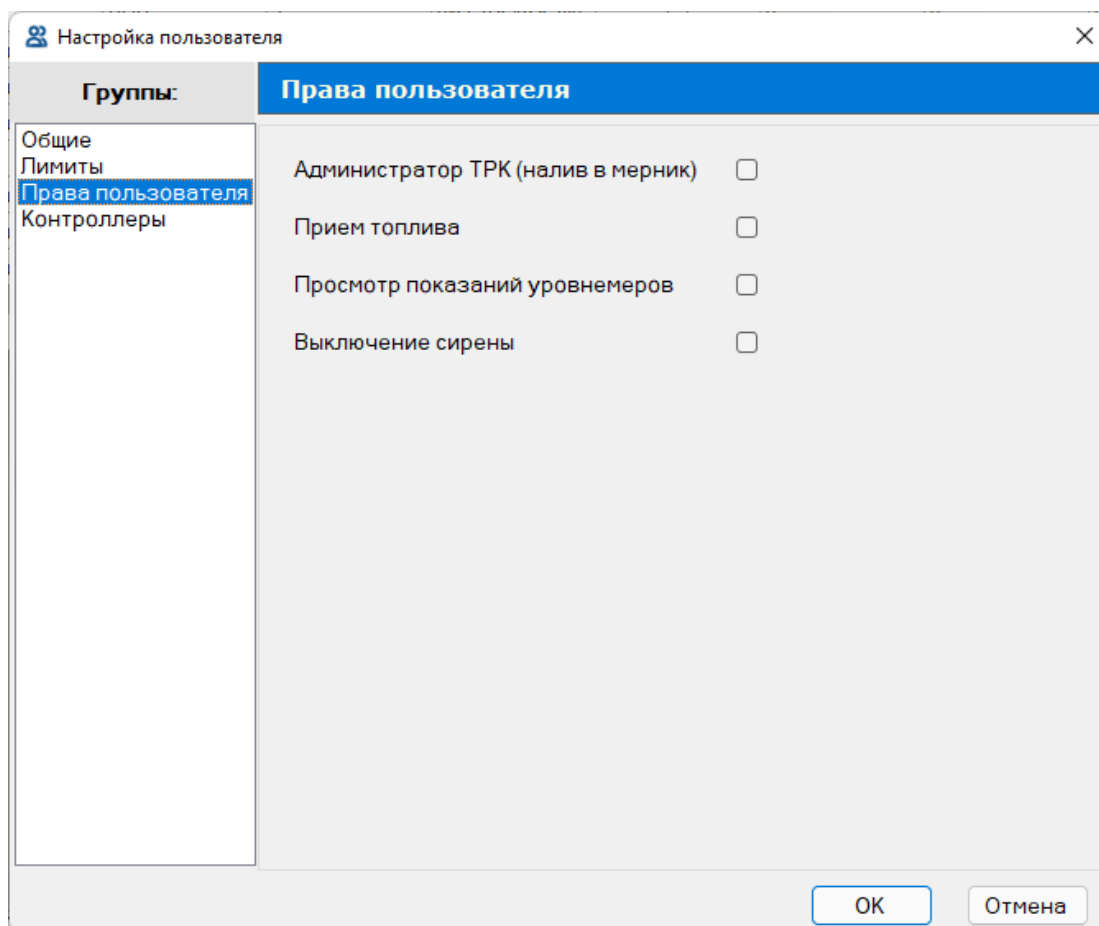 Настройка пользователя
Группы:
Права пользователя
Общие
Лимиты
Права пользователя
Контроллеры
Администратор ТРК (налив в мерник)
Прием топлива
Просмотр показаний уровнемеров
Выключение сирены
OK
Отмена